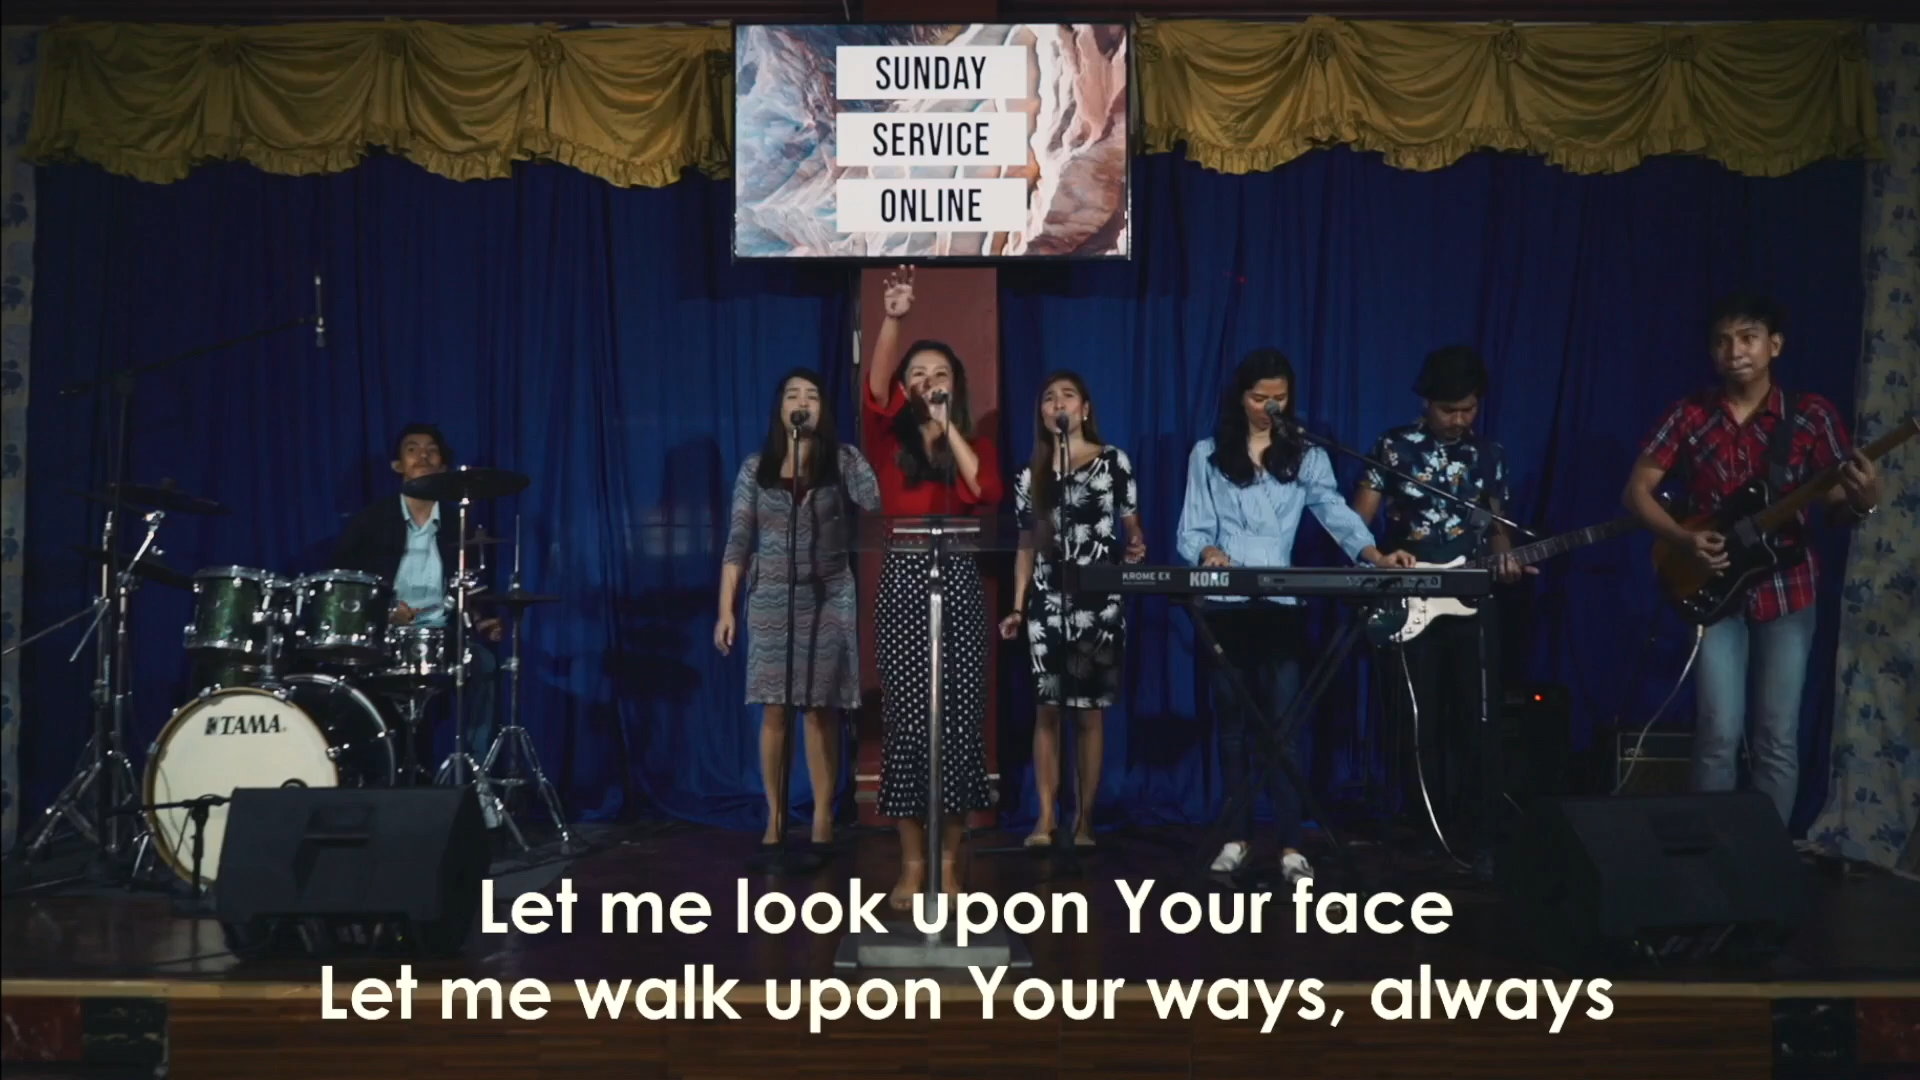 SUNDAY
SERVICE
ONLINE
KROME EX
KORG
TAMA
Let me look upon Your face
Let me walk upon Your ways, always